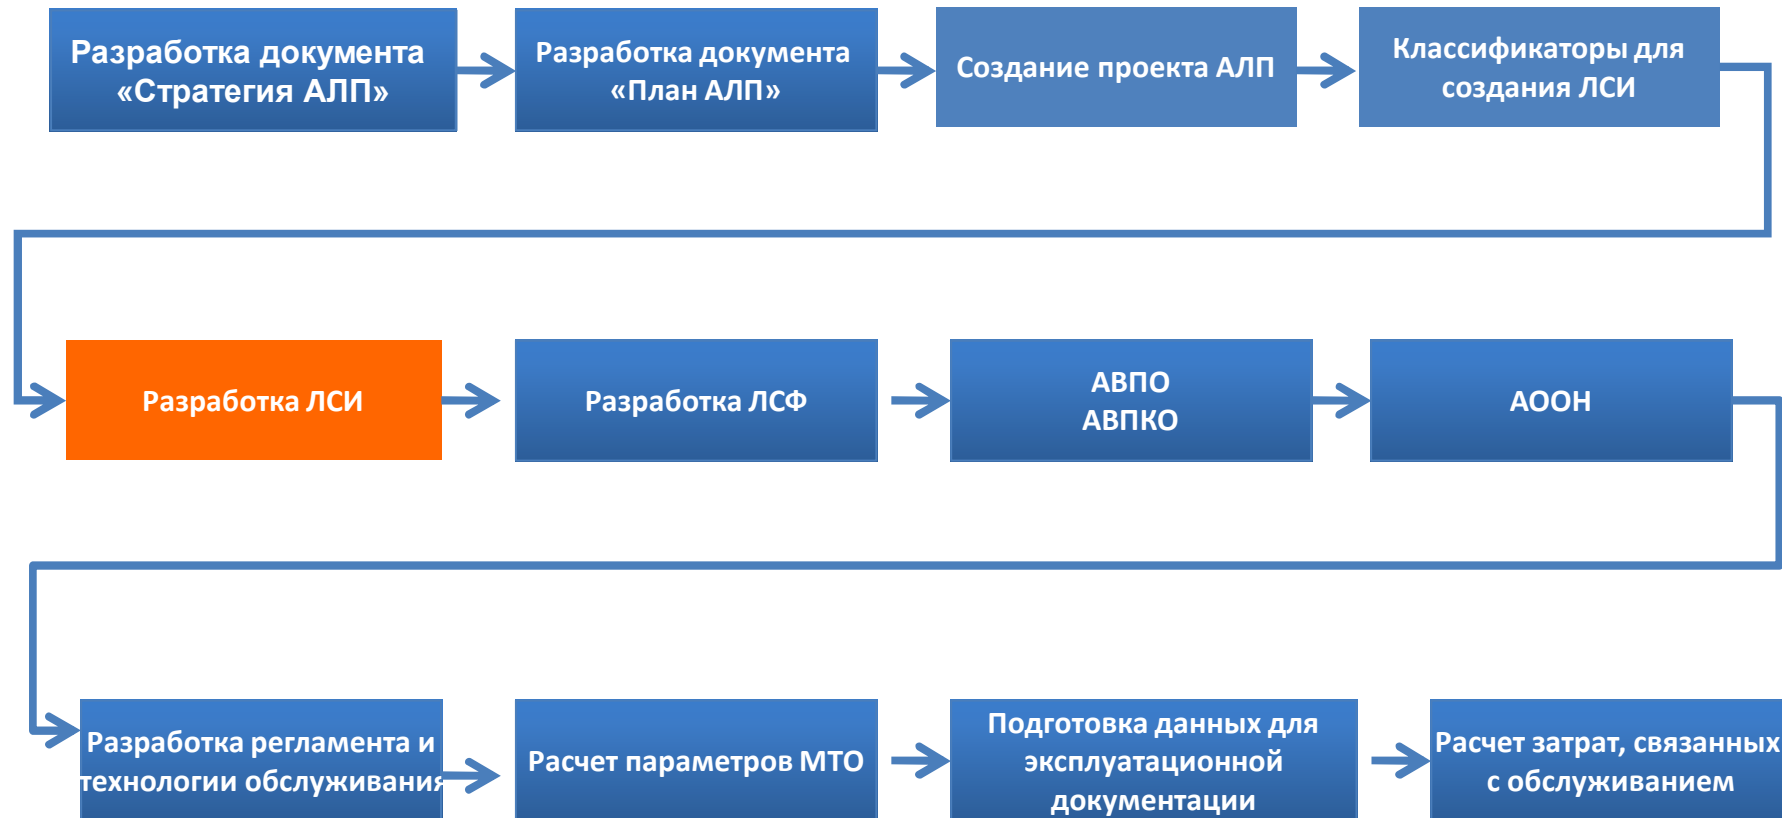 Разработка документа
«Стратегия АЛП»
Разработка документа
«План АЛП»
Создание проекта АЛП
Классификаторы для
создания ЛСИ
Разработка ЛСИ
Разработка ЛСФ
АВПО
АВПКО
АООН
Разработка регламента и
технологии обслуживания
Расчет параметров МТО
Подготовка данных для
эксплуатационной
документации
Расчет затрат, связанных
с обслуживанием